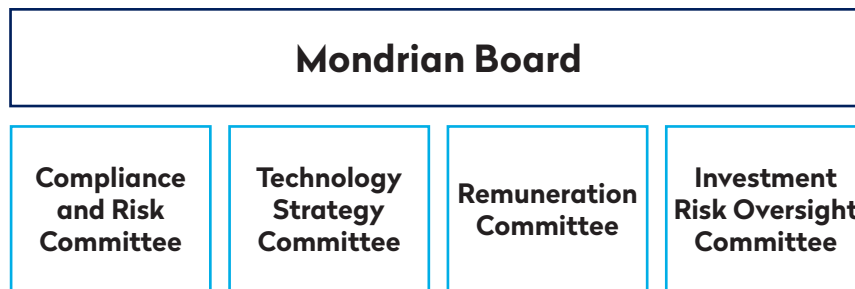 Mondrian Board
Compliance
and Risk
Committee
Technology
Strategy
Committee
Remuneration
Committee
Investment
Risk Oversight
Committee